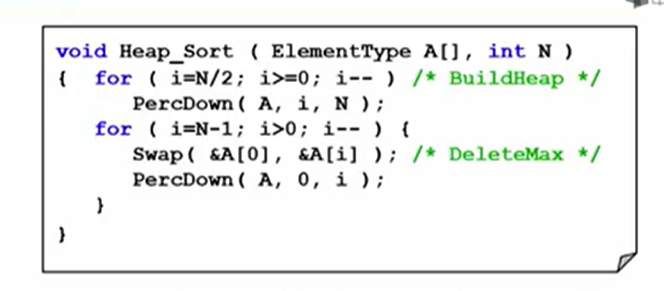 void Heap_Sort ( ElementType A[], int N )
{ for ( i=N/2; i>=0; i-- ) /* BuildHeap */
PercDown( A, i, N );
for ( i=N-1; i>0; i-- ) {
Swap( &A[0], &A[i] ); /* DeleteMax */
PercDown( A, 0, i );
}
}